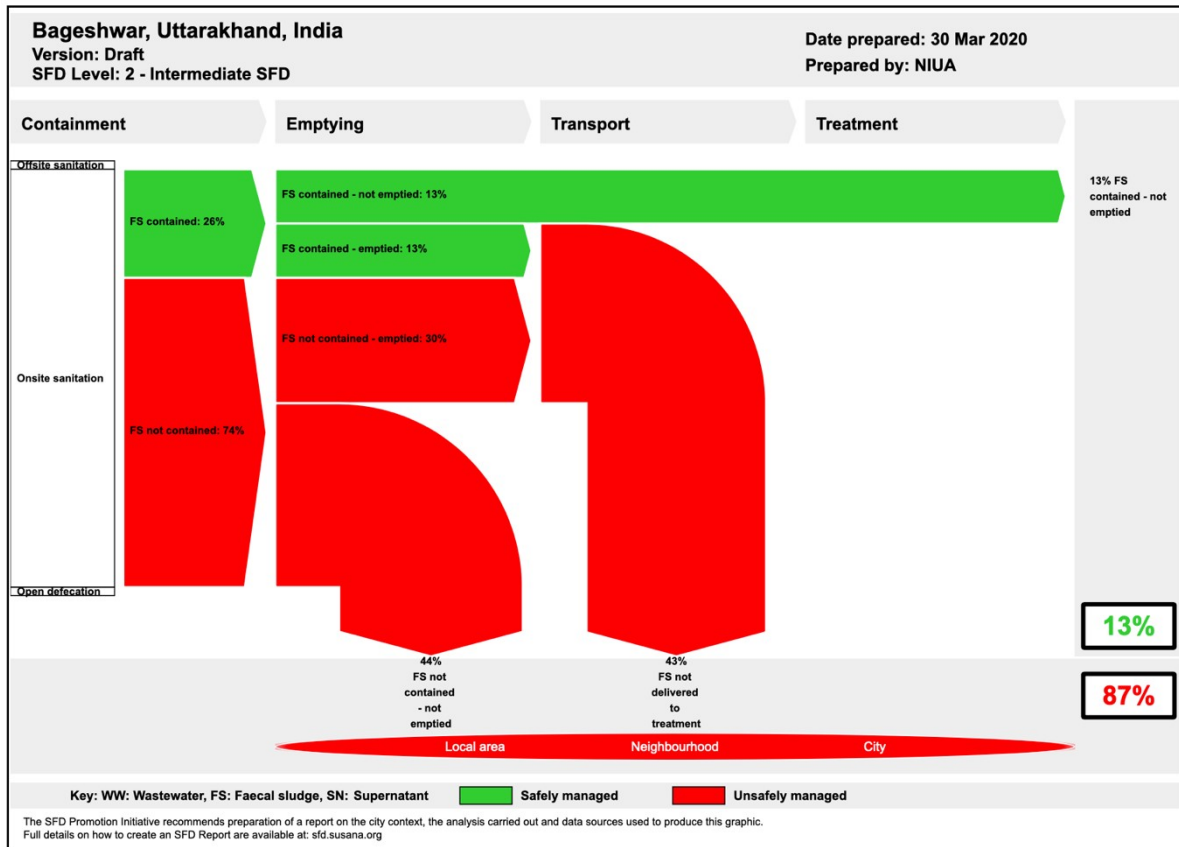 Bageshwar, Uttarakhand, India
Version: Draft
SFD Level: 2 - Intermediate SFD
Date prepared: 30 Mar 2020
Prepared by: NIUA
Containment
Emptying
Transport
Treatment
Offsite sanitation
FS contained: 26%
FS contained - not emptied: 13%
13% FS
contained - not
emptied
FS contained - emptied: 13%
FS not contained - emptied: 30%
Onsite sanitation
FS not contained: 74%
Open defecation
13%
44%
FS not
contained
- not
emptied
43%
FS not
delivered
to
treatment
87%
Local area
Neighbourhood
City
Key: WW: Wastewater, FS: Faecal sludge, SN: Supernatant
Safely managed
Unsafely managed
The SFD Promotion Initiative recommends preparation of a report on the city context, the analysis carried out and data sources used to produce this graphic.
Full details on how to create an SFD Report are available at: sfd.susana.org